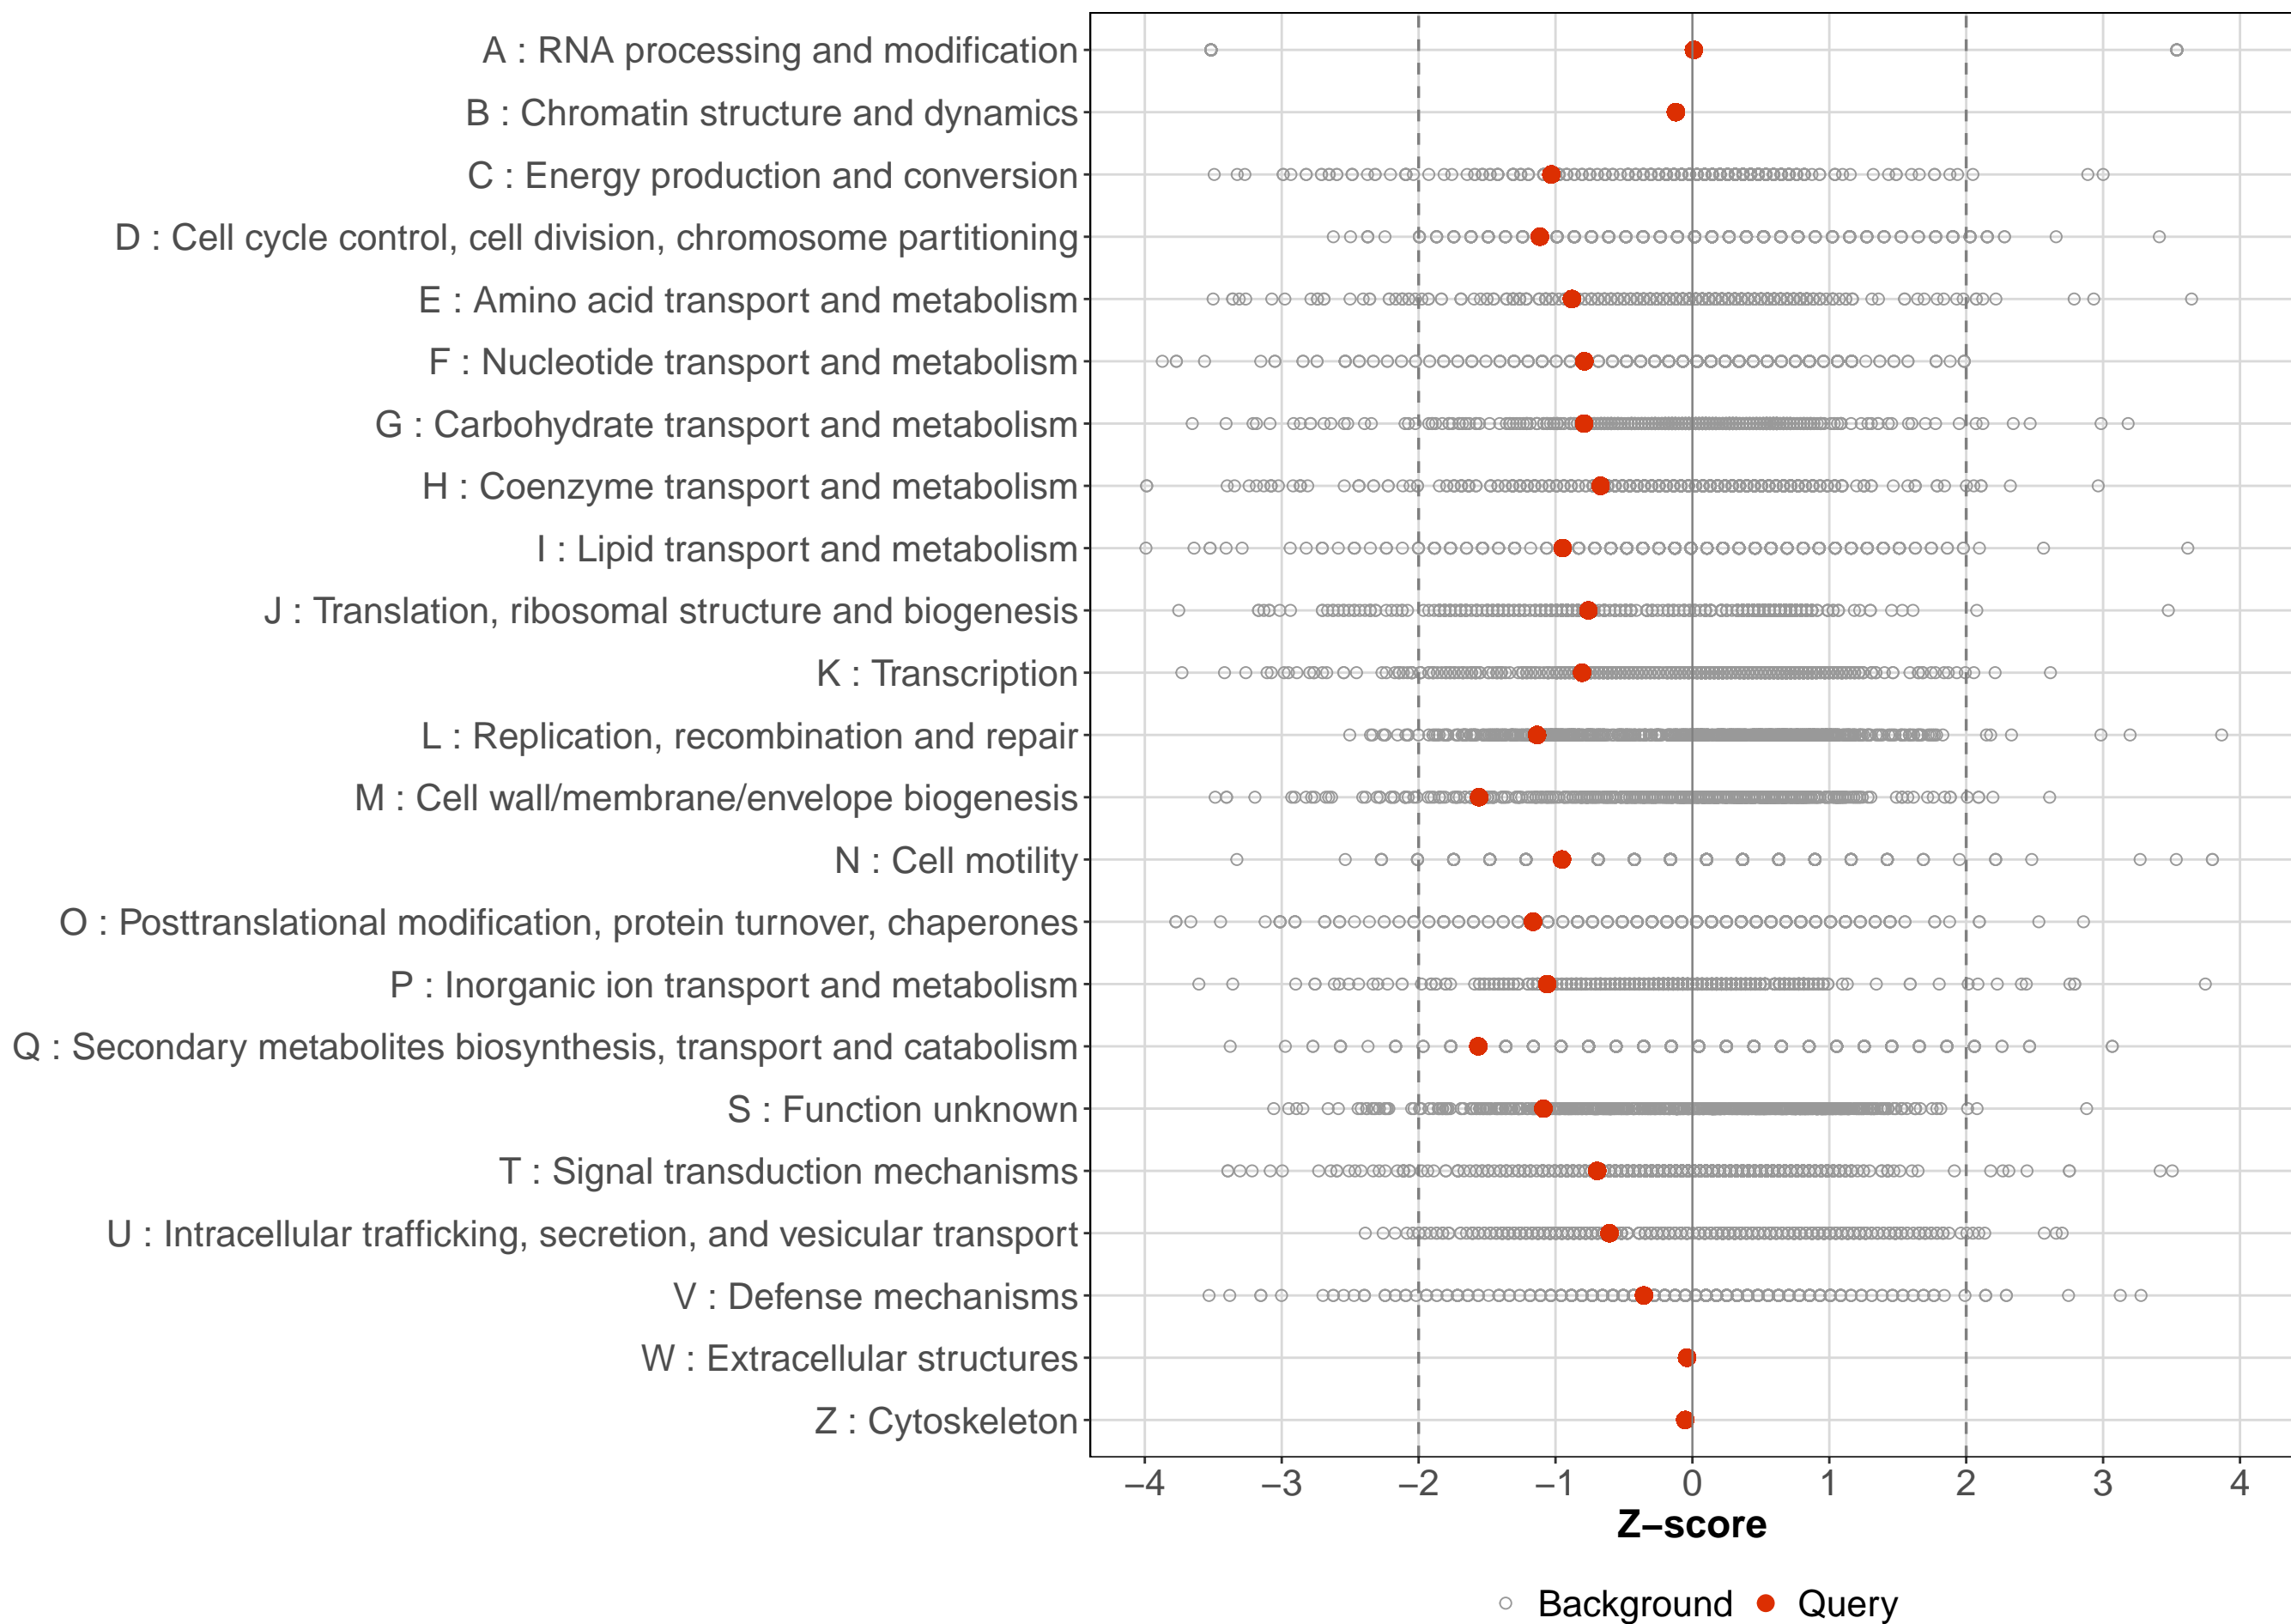 A : RNA processing and modification
B : Chromatin structure and dynamics
C : Energy production and conversion
D : Cell cycle control, cell division, chromosome partitioning
E : Amino acid transport and metabolism
F : Nucleotide transport and metabolism
G : Carbohydrate transport and metabolism
H : Coenzyme transport and metabolism
I : Lipid transport and metabolism
J : Translation, ribosomal structure and biogenesis
K : Transcription
L : Replication, recombination and repair
M : Cell wall/membrane/envelope biogenesis
N : Cell motility
O : Posttranslational modification, protein turnover, chaperones
P : Inorganic ion transport and metabolism
Q : Secondary metabolites biosynthesis, transport and catabolism
S : Function unknown
T : Signal transduction mechanisms
U : Intracellular trafficking, secretion, and vesicular transport
V : Defense mechanisms
W : Extracellular structures
Z : Cytoskeleton
−4 −3 −2 −1 0 1 2 3 4
Z−score
Background Query